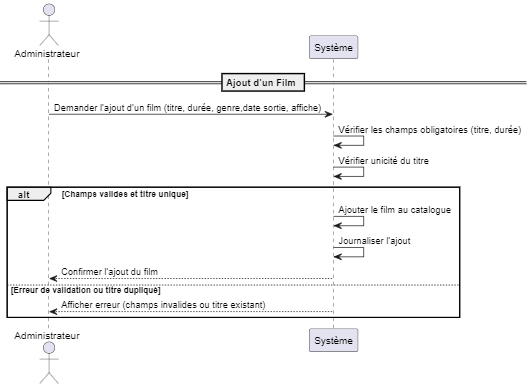 Administrateur
Système
Ajout d'un Film
Demander l'ajout d'un film (titre, durée, genre,date sortie, affiche)
Vérifier les champs obligatoires (titre, durée)
Vérifier unicité du titre
alt
[Champs valides et titre unique]
Ajouter le film au catalogue
Journaliser l'ajout
Confirmer l'ajout du film
[Erreur de validation ou titre dupliqué]
Afficher erreur (champs invalides ou titre existant)
Administrateur
Système